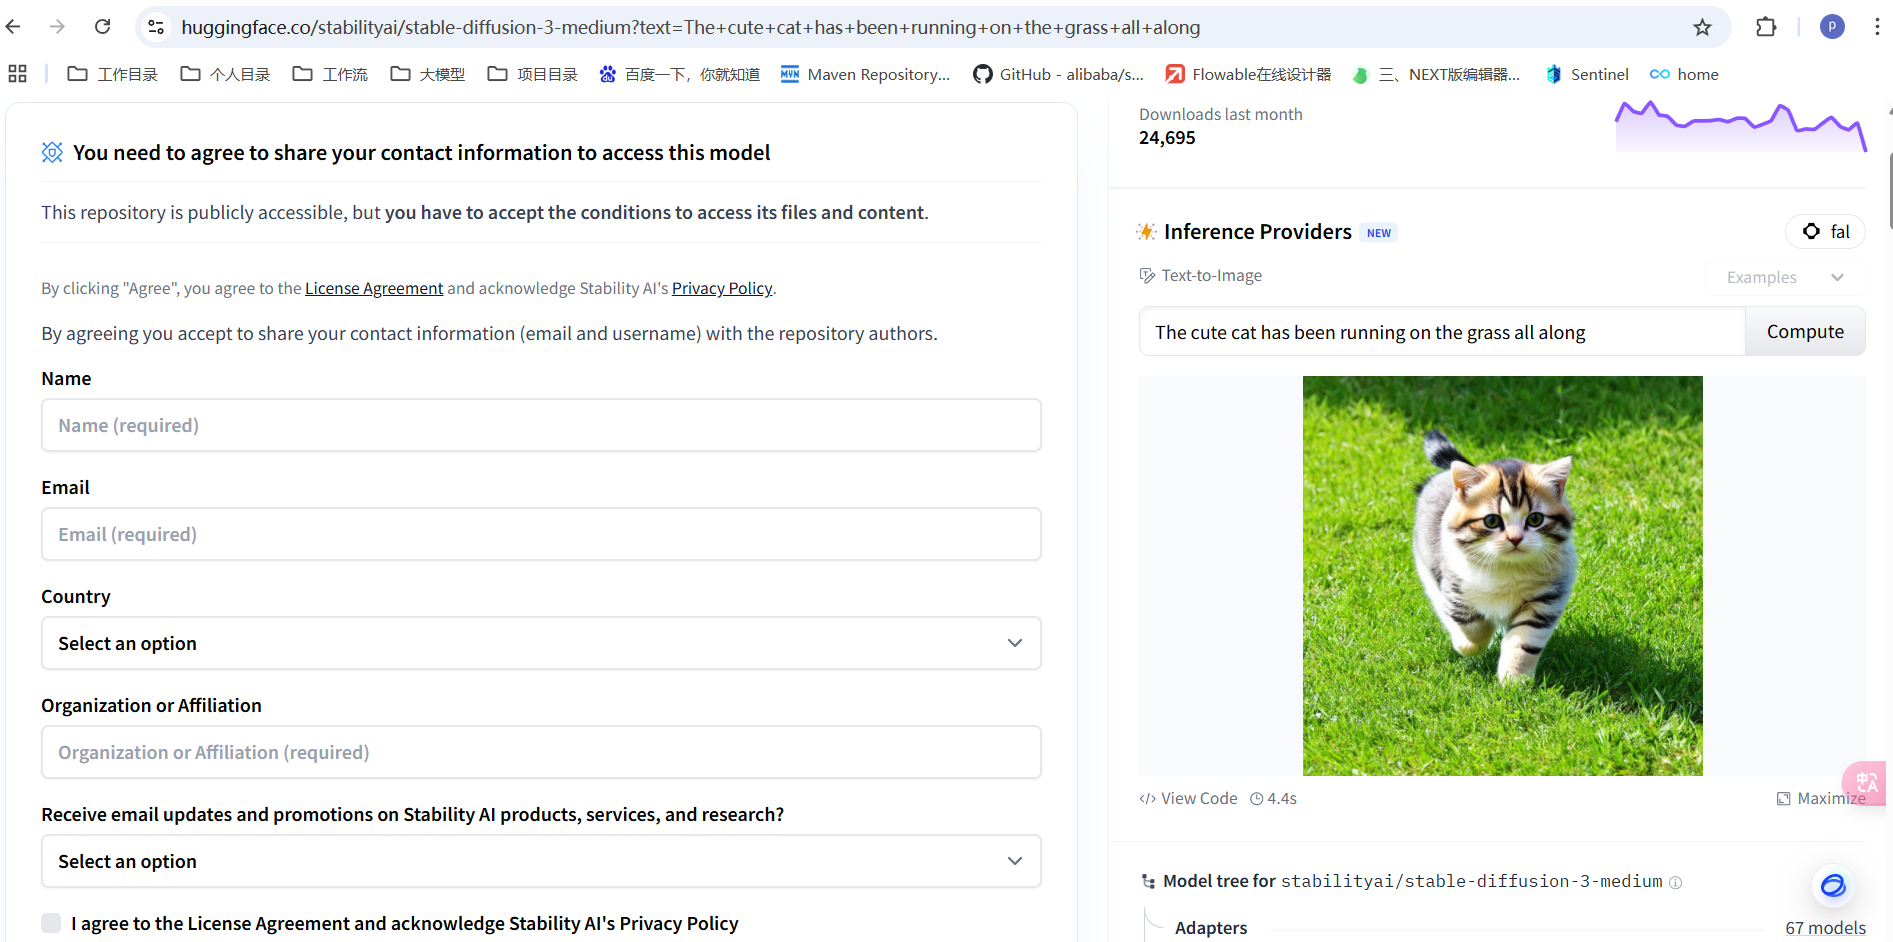 huggingface.co/stabilityai/stable-diffusion-3-medium?text=The+cute+cat+has+been+running+on+the+grass+all+along
P
工作目录 个人目录 工作流 大模型 项目目录 百度一下，你就知道 MVN Maven Repository... GitHub - alibaba/s... Flowable在线设计器 三、NEXT版编辑器... Sentinel home
You need to agree to share your contact information to access this model
This repository is publicly accessible, but you have to accept the conditions to access its files and content.
By clicking "Agree", you agree to the License Agreement and acknowledge Stability AI's Privacy Policy.
By agreeing you accept to share your contact information (email and username) with the repository authors.
Name
Name (required)
Email
Email (required)
Country
Select an option
Organization or Affiliation
Organization or Affiliation (required)
Receive email updates and promotions on Stability AI products, services, and research?
Select an option
I agree to the License Agreement and acknowledge Stability AI's Privacy Policy
Downloads last month
24,695
Inference Providers NEW
fal
Text-to-Image
Examples
The cute cat has been running on the grass all along
Compute
View Code 4.4s
Maximize
中A
Model tree for stabilityai/stable-diffusion-3-medium
Adapters
67 models